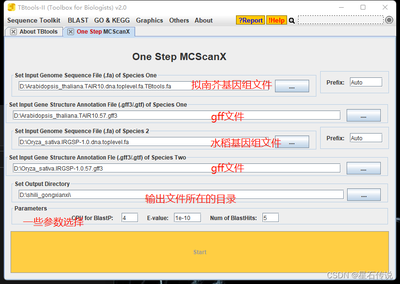 TBtools-II (Toolbox for Biologists) v2.0
Sequence Toolkit BLAST GO & KEGG Graphics Others About ?Report !Help
About TBtools One Step MCScanX
One Step MCScanX
Set Input Genome Sequence File (.fa) of Species One
D:\Arabidopsis_thaliana.TAIR10.dna.toplevel.fa.TBtools.fa 拟南芥基因组文件 ... Prefix: Auto
Set Input Gene Structure Annotation File (.gff3/.gtf) of Species One
D:\Arabidopsis_thaliana.TAIR10.57.gff3 gff文件 ...
Set Input Genome Sequence File (.fa) of Species 2
D:\Oryza_sativa.IRGSP-1.0.dna.toplevel.fa 水稻基因组文件 ... Prefix: Auto
Set Input Gene Structure Annotation File (.gff3/.gtf) of Species Two
D:\Oryza_sativa.IRGSP-1.0.57.gff3 gff文件 ...
Set Output Directory
输出文件所在的目录 ...
Parameters
一些参数选择 CPU for BlastP: 4 E-value: 1e-10 Num of BlastHits: 5
Start
CSDN @星石传说